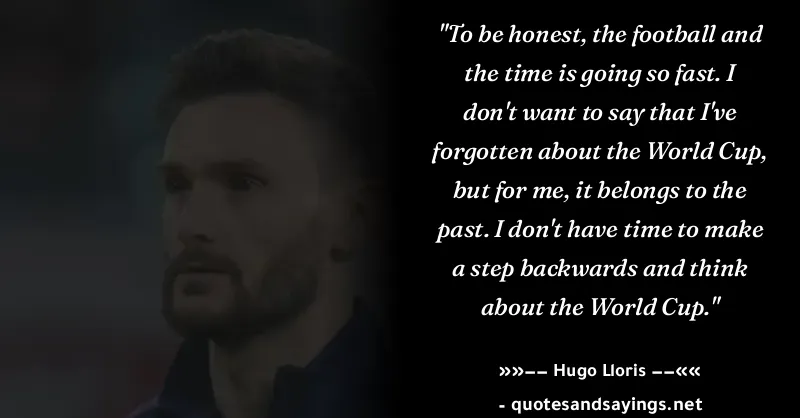 "To be honest, the football and
the time is going so fast. I
don't want to say that I've
forgotten about the World Cup,
but for me, it belongs to the
past. I don't have time to make
a step backwards and think
about the World Cup."
»»−− Hugo Lloris −−««
- quotesandsayings.net